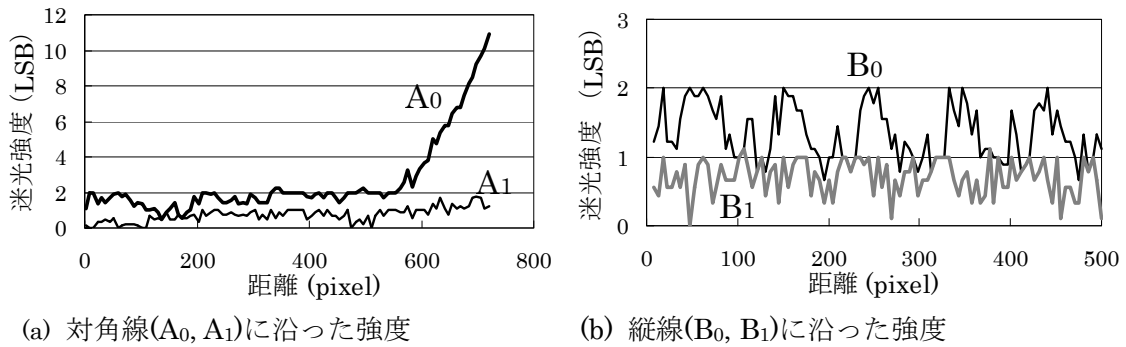 迷光強度 (LSB)
12
10
8
6
4
2
0
A0
A1
0 200 400 600 800
距離 (pixel)
(a) 対角線(A0, A1)に沿った強度
迷光強度 (LSB)
3
2
1
0
B0
B1
0 100 200 300 400 500
距離 (pixel)
(b) 縦線(B0, B1)に沿った強度